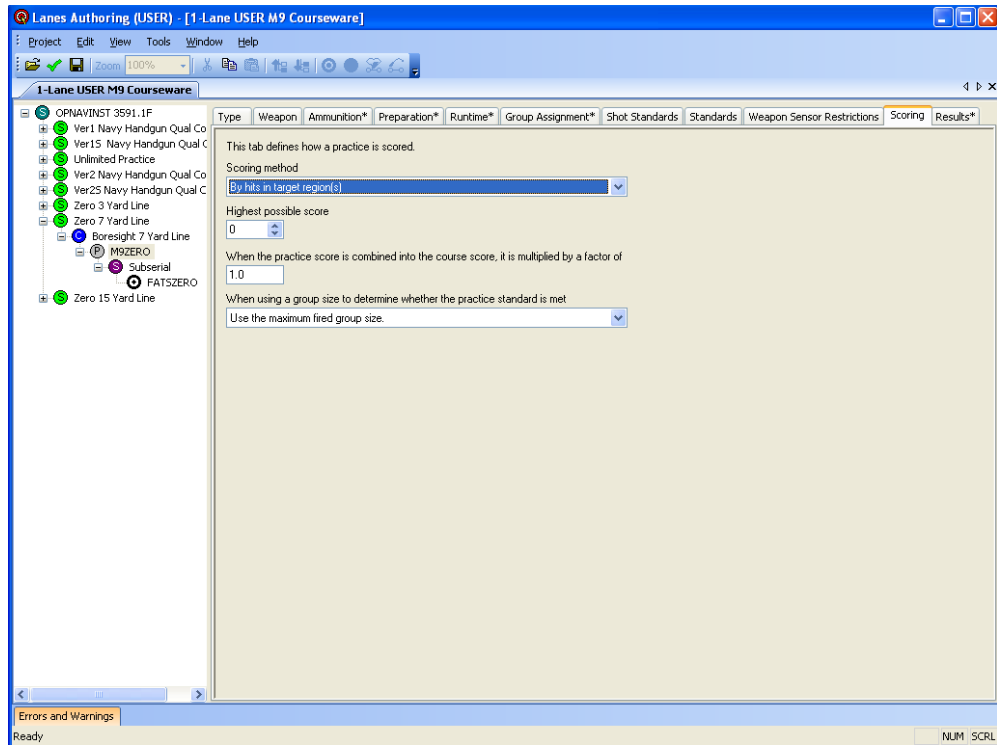 Lanes Authoring (USER) - [1-Lane USER M9 Courseware]
Project Edit View Tools Window Help
Zoom 100%
1-Lane USER M9 Courseware
OPNAVINST 3591.1F
S Ver1 Navy Handgun Qual Co
S Ver1S Navy Handgun Qual C
S Unlimited Practice
S Ver2 Navy Handgun Qual Co
S Ver2S Navy Handgun Qual C
S Zero 3 Yard Line
S Zero 7 Yard Line
C Boresight 7 Yard Line
P M9ZERO
S Subserial
FATSZERO
S Zero 15 Yard Line
Type Weapon Ammunition* Preparation* Runtime* Group Assignment* Shot Standards Standards Weapon Sensor Restrictions Scoring Results*
This tab defines how a practice is scored.
Scoring method
By hits in target region(s)
Highest possible score
0
When the practice score is combined into the course score, it is multiplied by a factor of
1.0
When using a group size to determine whether the practice standard is met
Use the maximum fired group size.
Errors and Warnings
Ready NUM SCRL